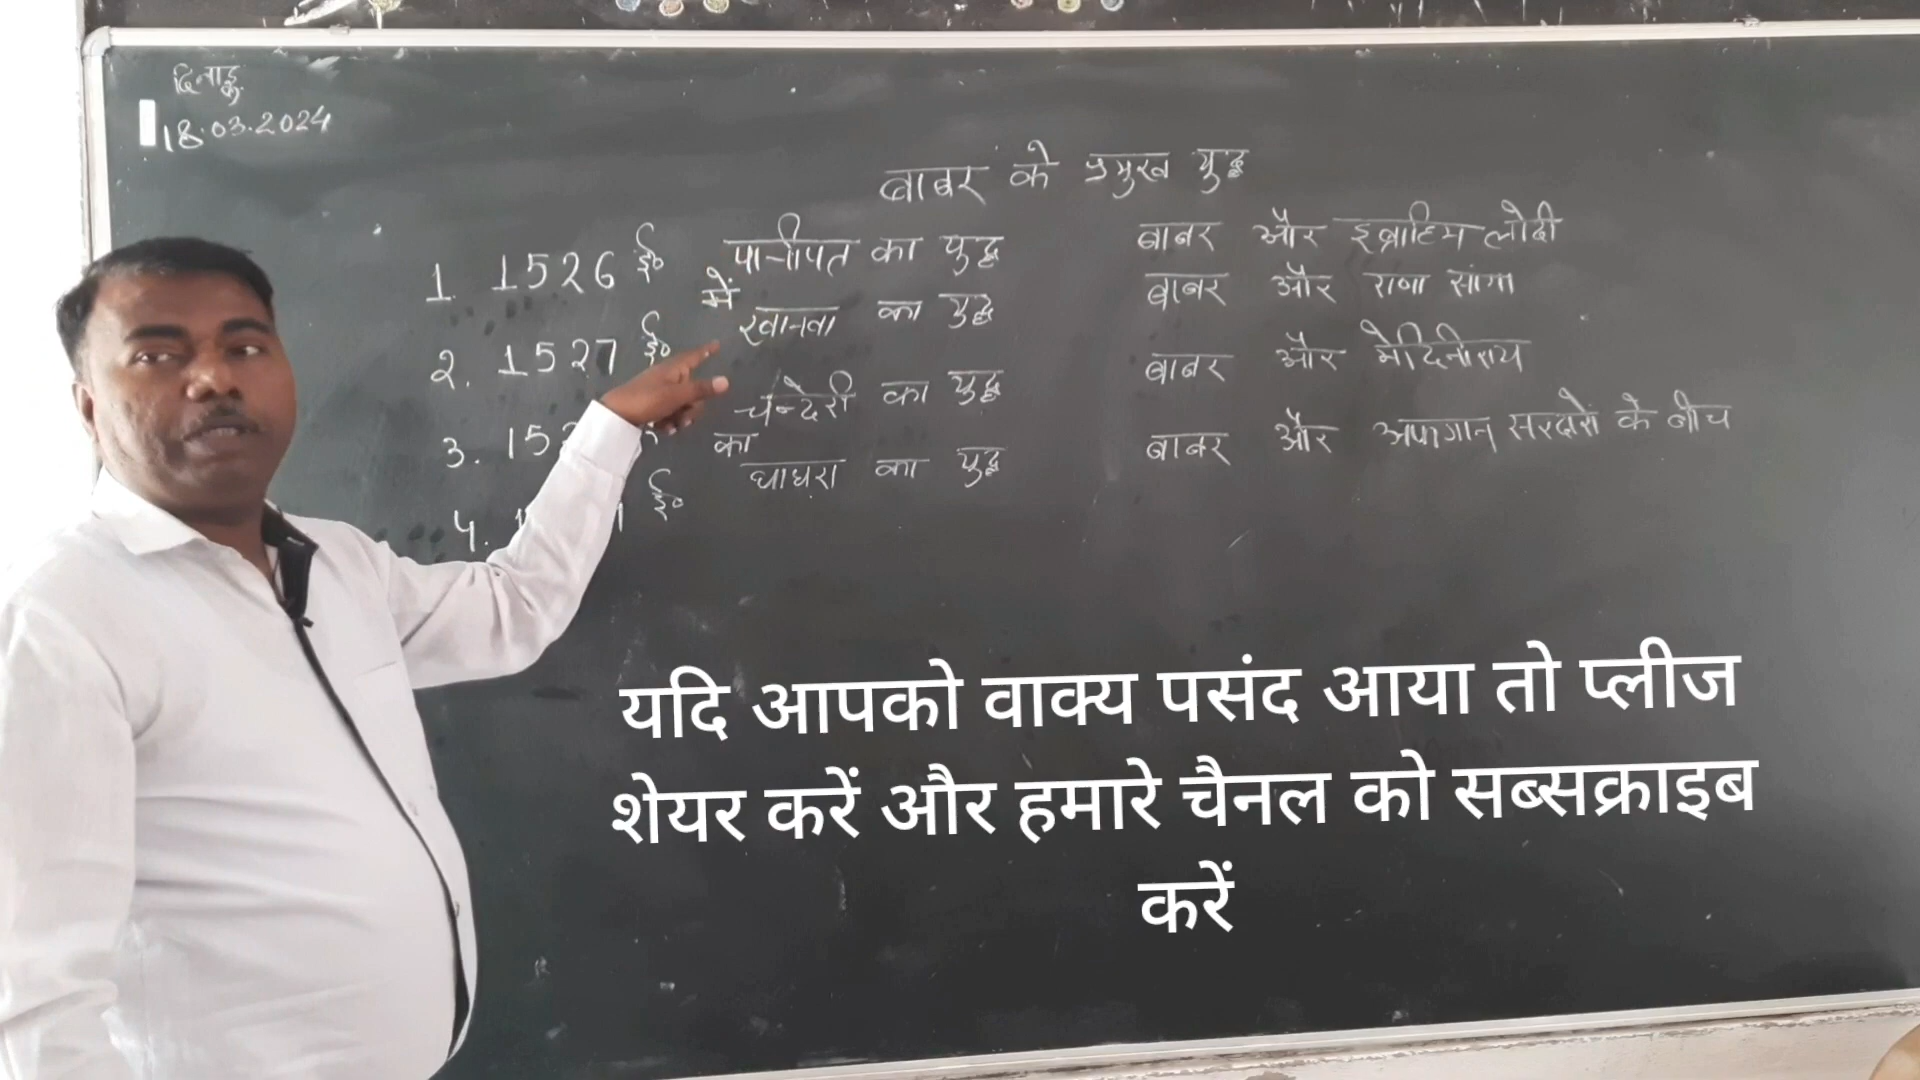 दिनाङ्क
18.03.2024
बाबर के प्रमुख युद्ध
1. 1526 ई० में पानीपत का युद्ध बाबर और इब्राहिम लोदी
2. 1527 ई० खानवा का युद्ध बाबर और राणा सांगा
3. 152 चन्देरी का युद्ध बाबर और मेदिनीराय
4. ई० का घाघरा का युद्ध बाबर और अफगान सरदारों के बीच
यदि आपको वाक्य पसंद आया तो प्लीज
शेयर करें और हमारे चैनल को सब्सक्राइब
करें